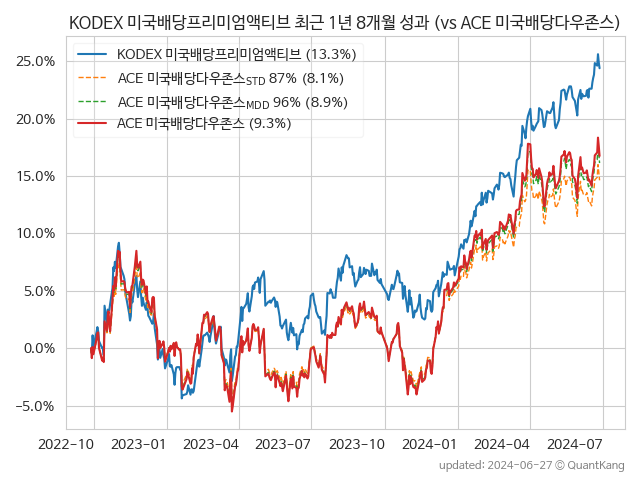 KODEX 미국배당프리미엄액티브 최근 1년 8개월 성과 (vs ACE 미국배당다우존스)
KODEX 미국배당프리미엄액티브 (13.3%)
ACE 미국배당다우존스STD 87% (8.1%)
ACE 미국배당다우존스MDD 96% (8.9%)
ACE 미국배당다우존스 (9.3%)
25.0%
20.0%
15.0%
10.0%
5.0%
0.0%
−5.0%
2022-10 2023-01 2023-04 2023-07 2023-10 2024-01 2024-04 2024-07
updated: 2024-06-27 © QuantKang